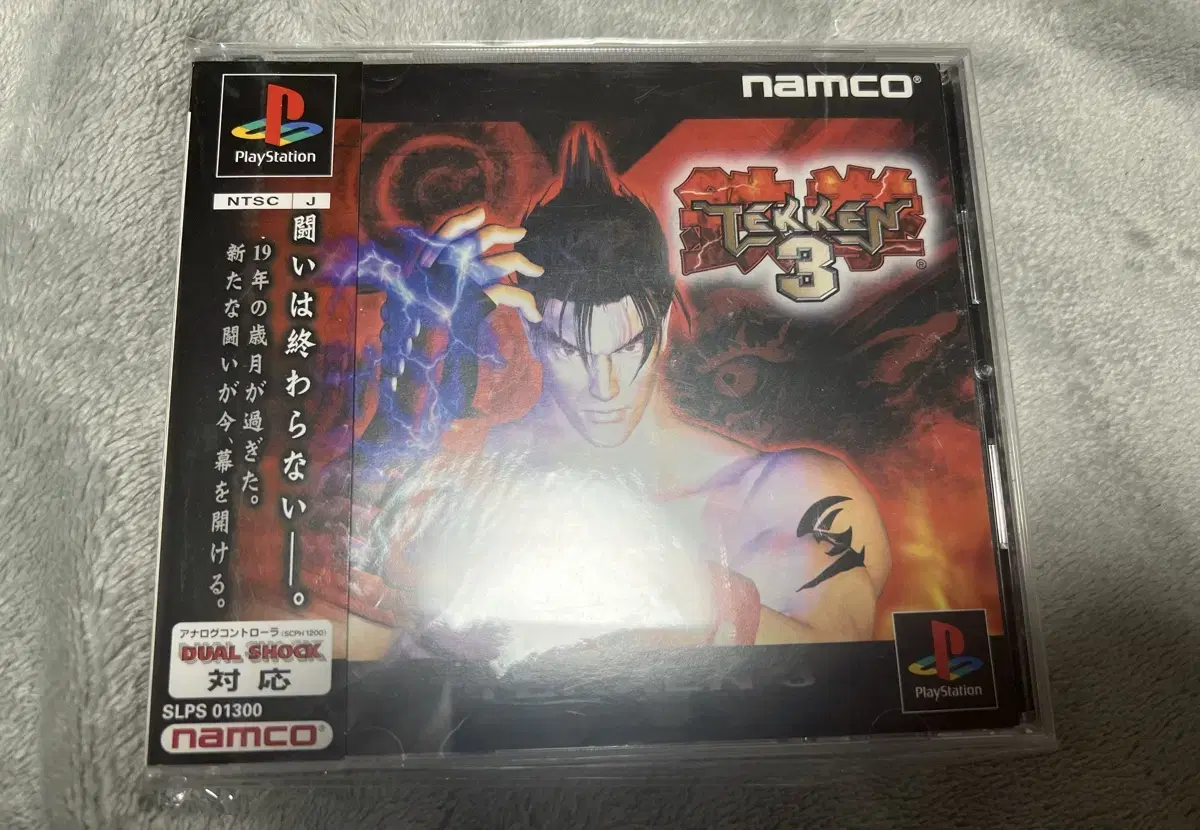 PlayStation
NTSC J
闘いは終わらない――。
19年の歳月が過ぎた。
新たな闘いが今、幕を開ける。
アナログコントローラ(SCPH1200)
DUAL SHOCK
対応
SLPS 01300
namco®
namco®
鉄拳
TEKKEN
3
®
PlayStation